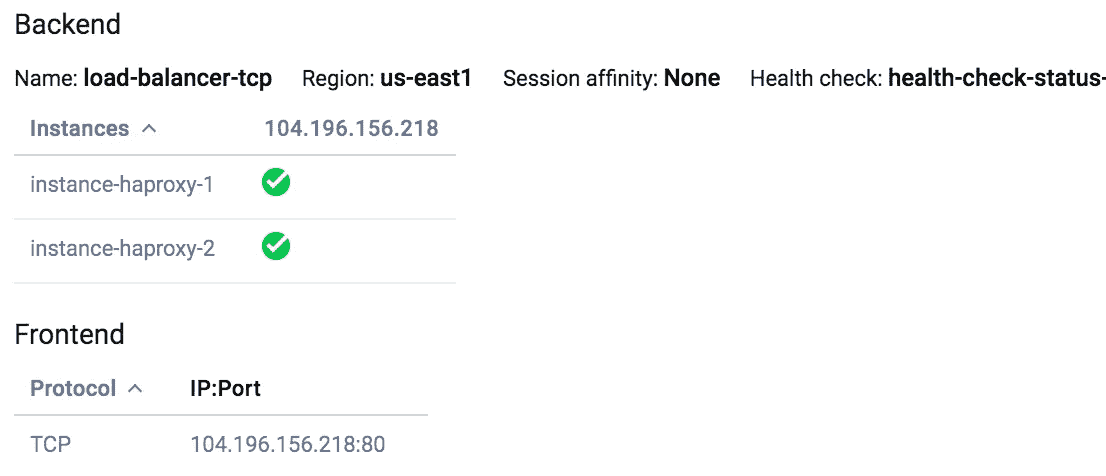 Backend
Name: load-balancer-tcp Region: us-east1 Session affinity: None Health check: health-check-status-
Instances 104.196.156.218
instance-haproxy-1
instance-haproxy-2
Frontend
Protocol IP:Port
TCP 104.196.156.218:80